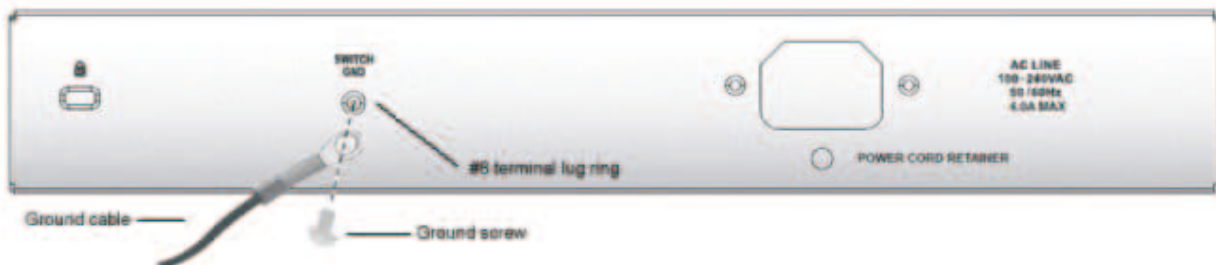 SWITCH
GND
AC LINE
100-240VAC
50 /60Hz
4.0A MAX
#8 terminal lug ring
POWER CORD RETAINER
Ground cable
Ground screw